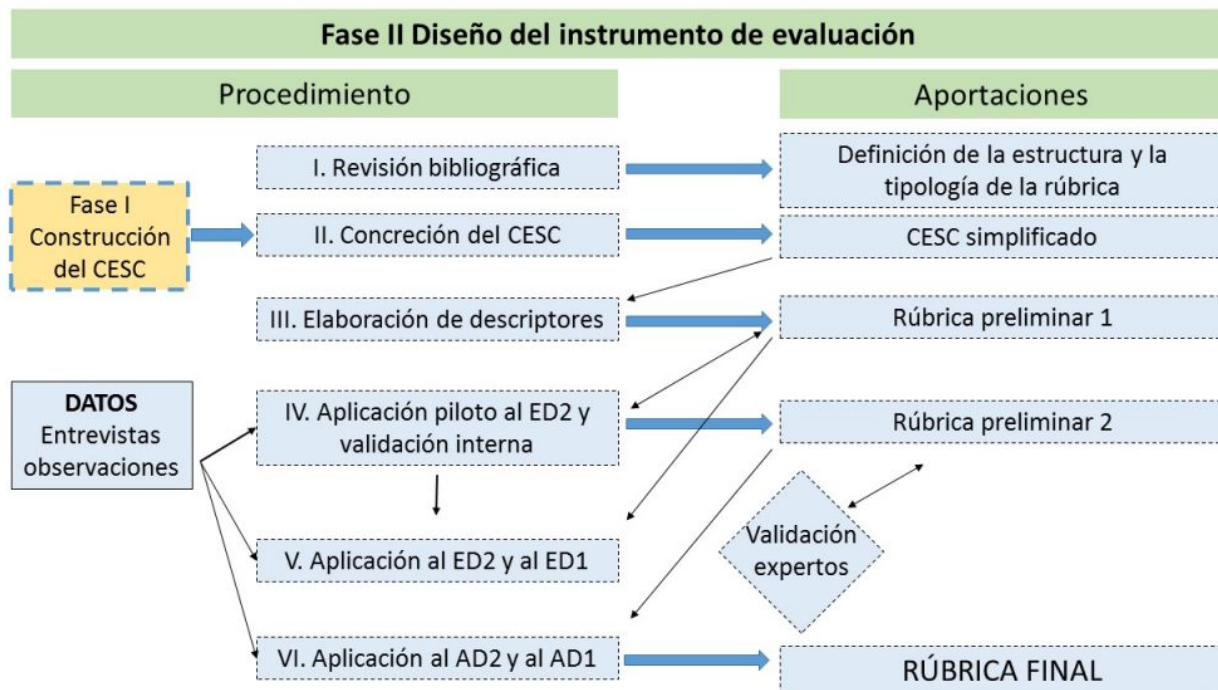 Fase II Diseño del instrumento de evaluación
Procedimiento
Aportaciones
I. Revisión bibliográfica
Definición de la estructura y la
tipología de la rúbrica
Fase I
Construcción
del CESC
II. Concreción del CESC
CESC simplificado
III. Elaboración de descriptores
Rúbrica preliminar 1
DATOS
Entrevistas
observaciones
IV. Aplicación piloto al ED2 y
validación interna
Rúbrica preliminar 2
Validación
expertos
V. Aplicación al ED2 y al ED1
VI. Aplicación al AD2 y al AD1
RÚBRICA FINAL